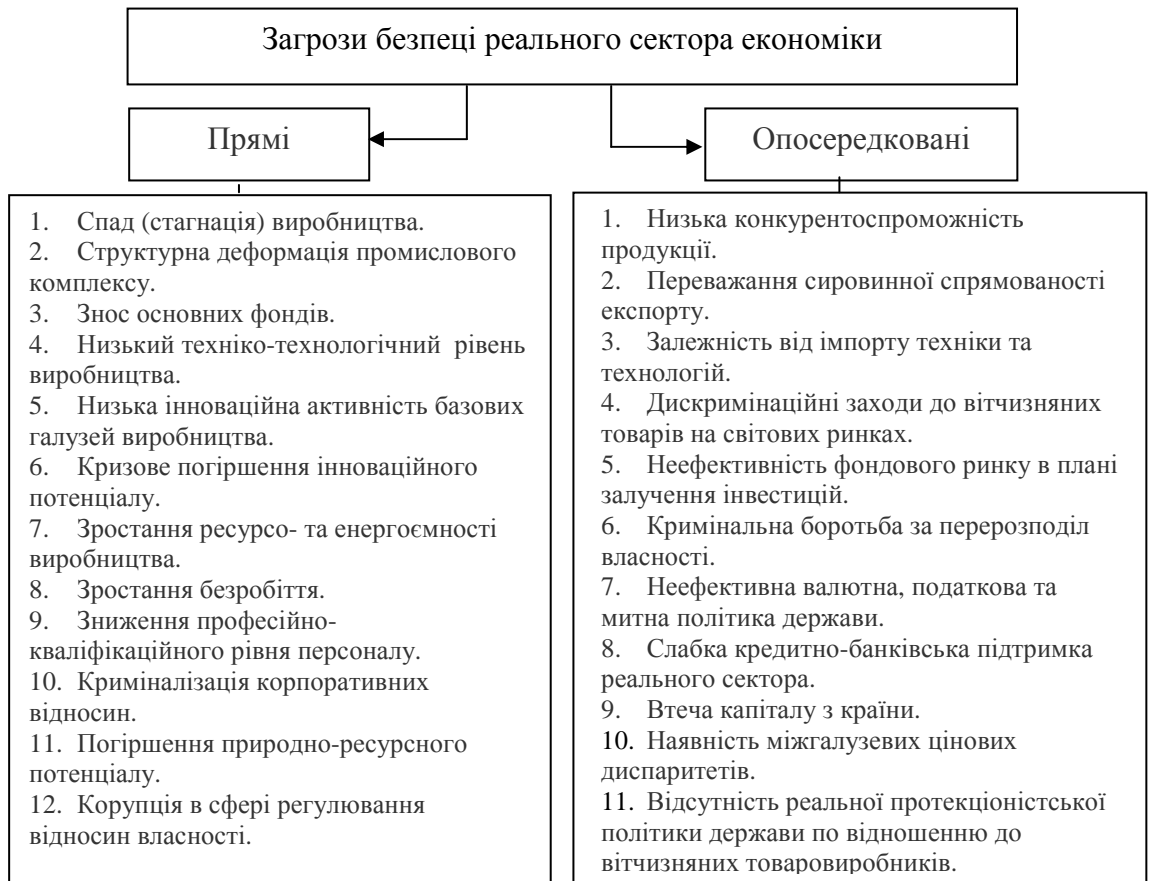 Загрози безпеці реального сектора економіки
Прямі
Опосередковані
1. Спад (стагнація) виробництва.
2. Структурна деформація промислового
комплексу.
3. Знос основних фондів.
4. Низький техніко-технологічний рівень
виробництва.
5. Низька інноваційна активність базових
галузей виробництва.
6. Кризове погіршення інноваційного
потенціалу.
7. Зростання ресурсо- та енергоємності
виробництва.
8. Зростання безробіття.
9. Зниження професійно-
кваліфікаційного рівня персоналу.
10. Криміналізація корпоративних
відносин.
11. Погіршення природно-ресурсного
потенціалу.
12. Корупція в сфері регулювання
відносин власності.
1. Низька конкурентоспроможність
продукції.
2. Переважання сировинної спрямованості
експорту.
3. Залежність від імпорту техніки та
технологій.
4. Дискримінаційні заходи до вітчизняних
товарів на світових ринках.
5. Неефективність фондового ринку в плані
залучення інвестицій.
6. Кримінальна боротьба за перерозподіл
власності.
7. Неефективна валютна, податкова та
митна політика держави.
8. Слабка кредитно-банківська підтримка
реального сектора.
9. Втеча капіталу з країни.
10. Наявність міжгалузевих цінових
диспаритетів.
11. Відсутність реальної протекціоністської
політики держави по відношенню до
вітчизняних товаровиробників.